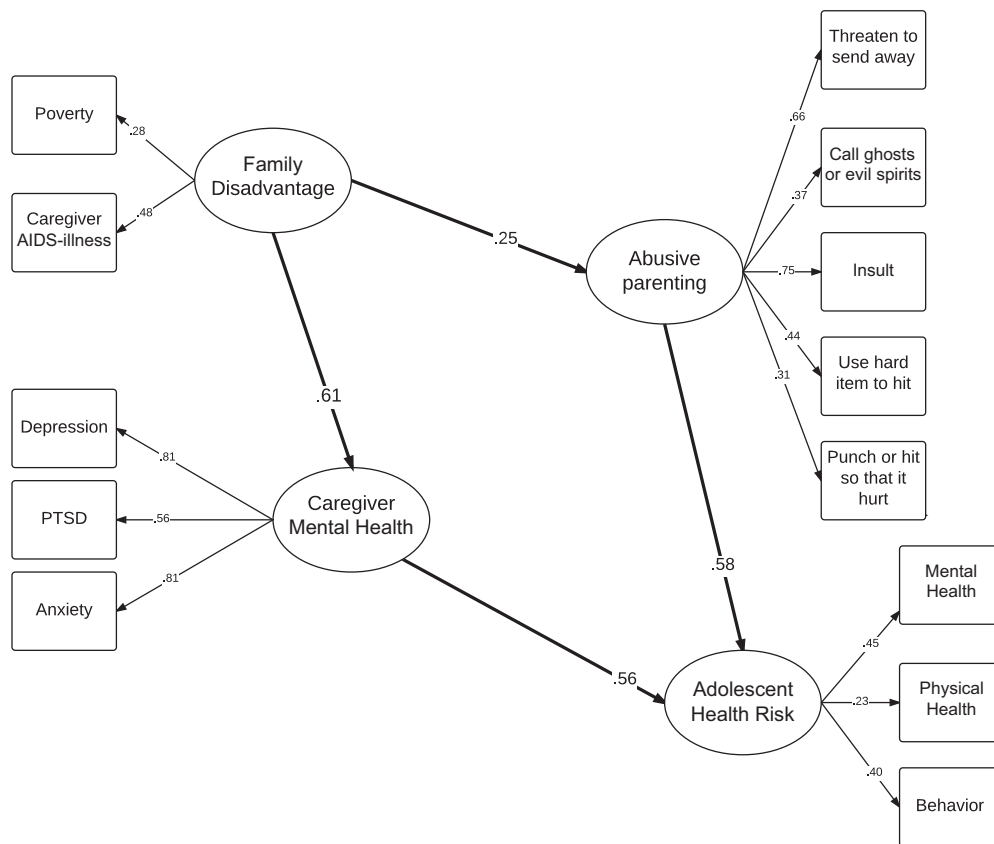 Threaten to
send away
Poverty
.28
.66
Family
Disadvantage
Call ghosts
or evil spirits
.37
Caregiver
AIDS-illness
.48
.25
Abusive
parenting
.75
Insult
.44
Use hard
item to hit
.31
.61
Depression
.81
Punch or hit
so that it
hurt
PTSD
.56
Caregiver
Mental Health
.58
Mental
Health
.81
Anxiety
.45
.56
Adolescent
Health Risk
.23
Physical
Health
.40
Behavior